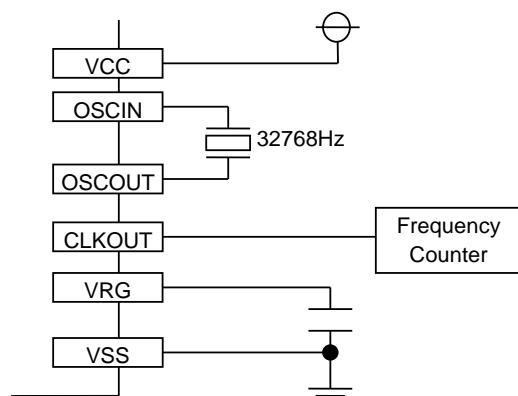 VCC
OSCIN
32768Hz
OSCOUT
CLKOUT
Frequency
Counter
VRG
VSS